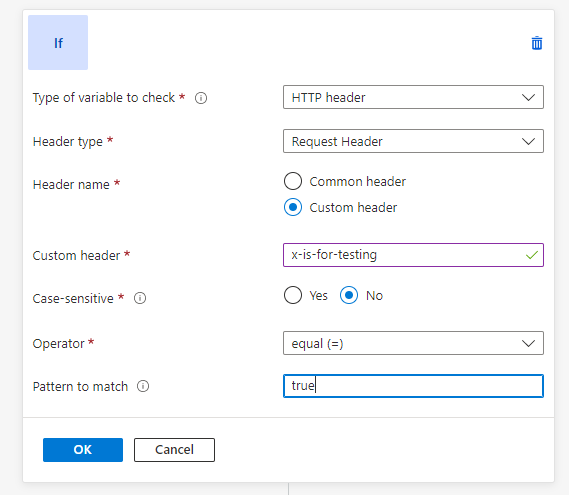 If
Type of variable to check *
HTTP header
Header type *
Request Header
Header name *
Common header
Custom header
Custom header *
x-is-for-testing
Case-sensitive *
Yes
No
Operator *
equal (=)
Pattern to match
true
OK
Cancel